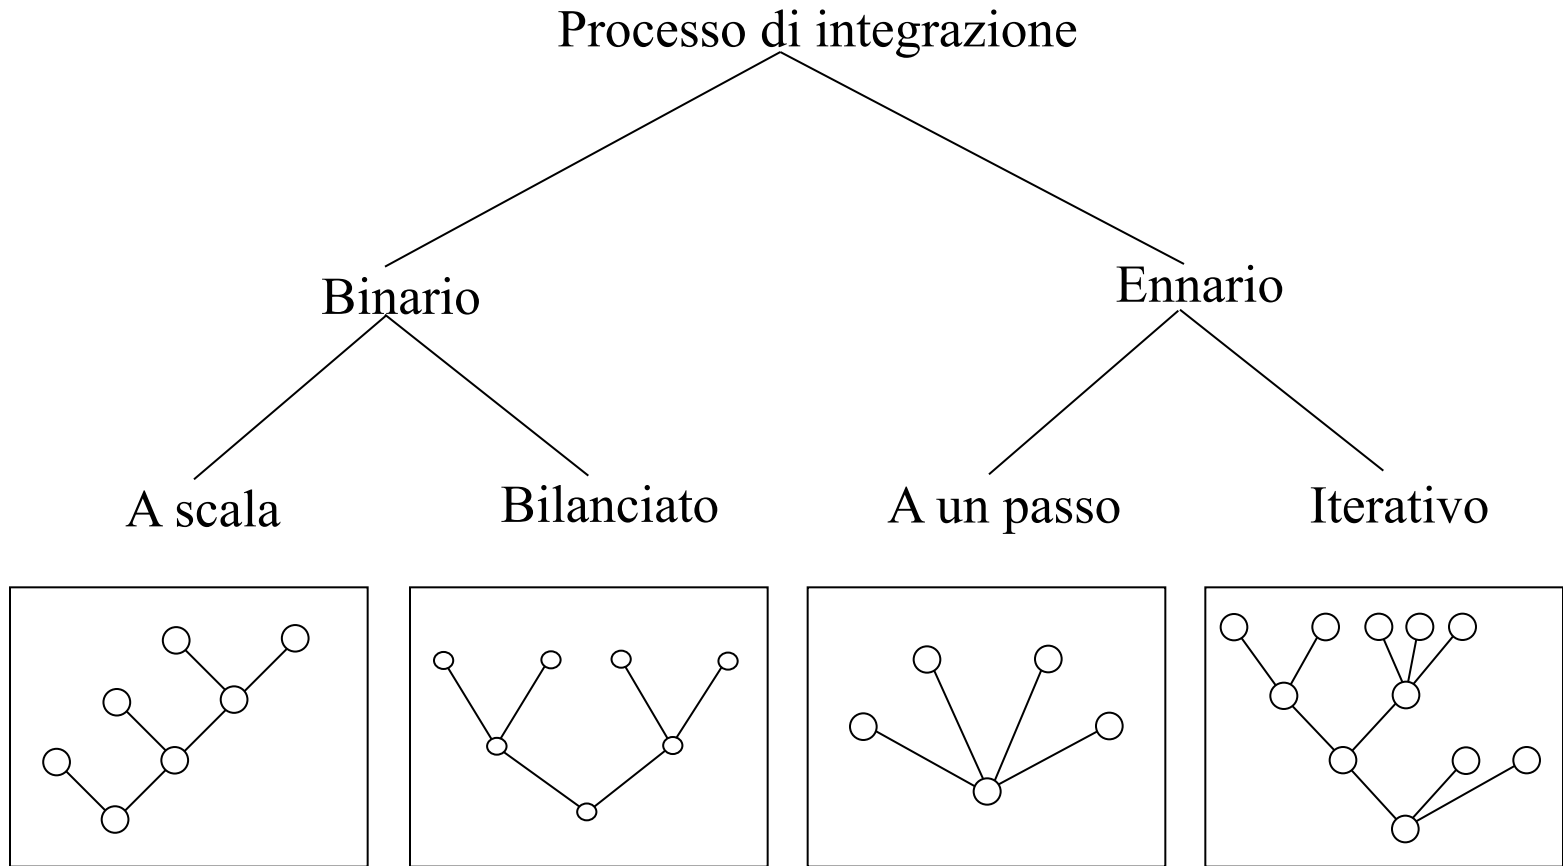 Processo di integrazione
Binario
Ennario
A scala
Bilanciato
A un passo
Iterativo